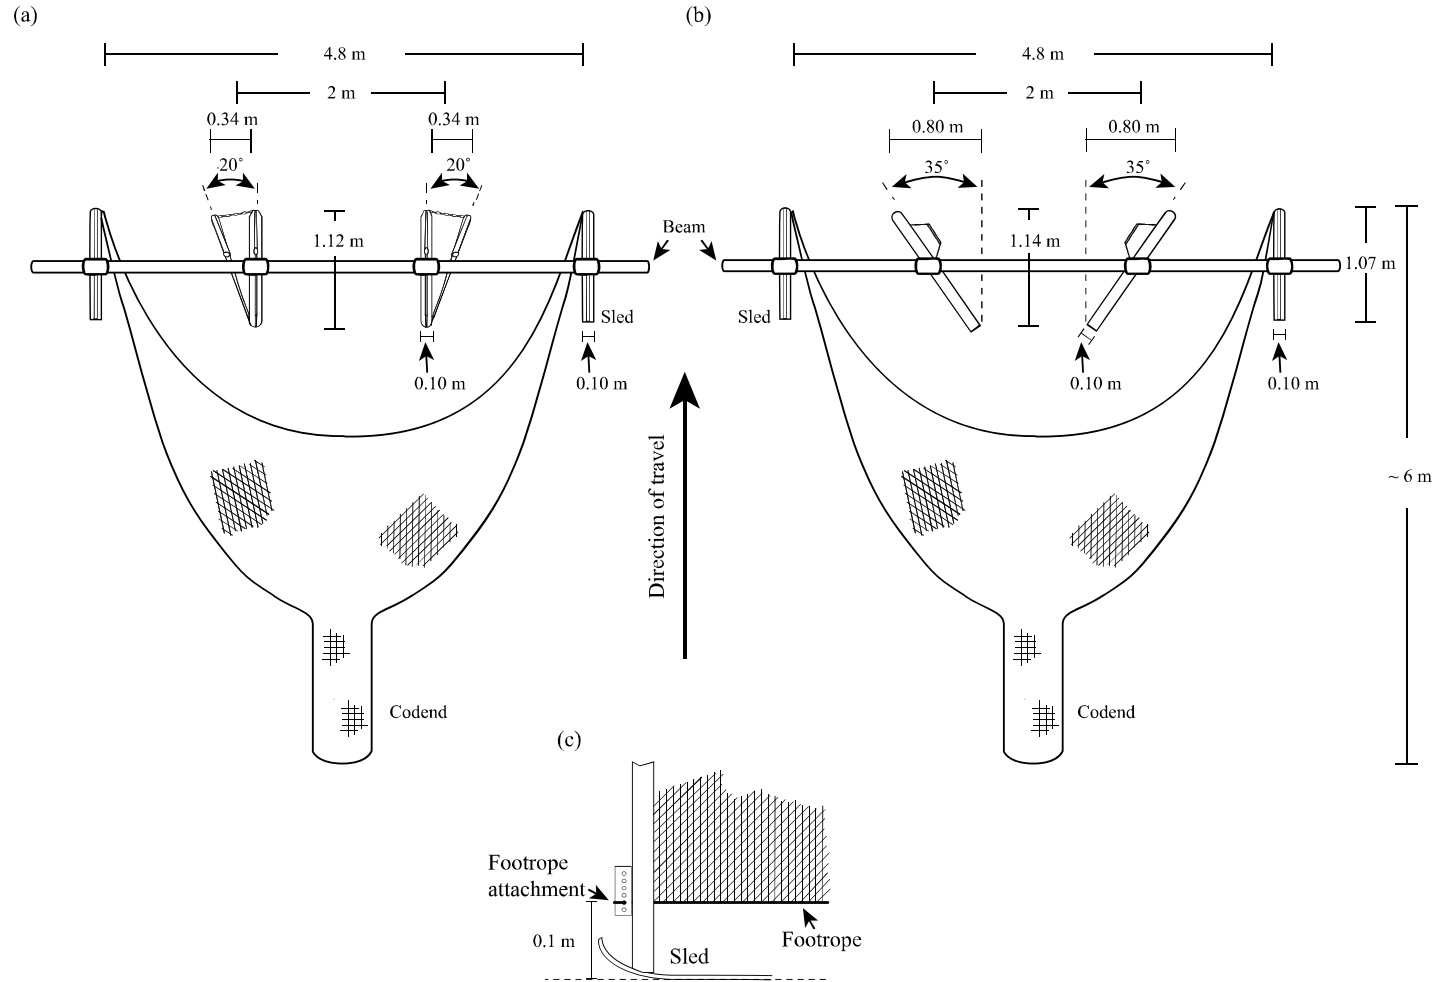 (a)
(b)
4.8 m
4.8 m
2 m
2 m
0.34 m
0.34 m
0.80 m
0.80 m
20°
20°
35°
35°
Beam
1.12 m
1.14 m
1.07 m
Sled
Sled
0.10 m
0.10 m
0.10 m
0.10 m
Direction of travel
~ 6 m
Codend
Codend
(c)
Footrope
attachment
0.1 m
Footrope
Sled